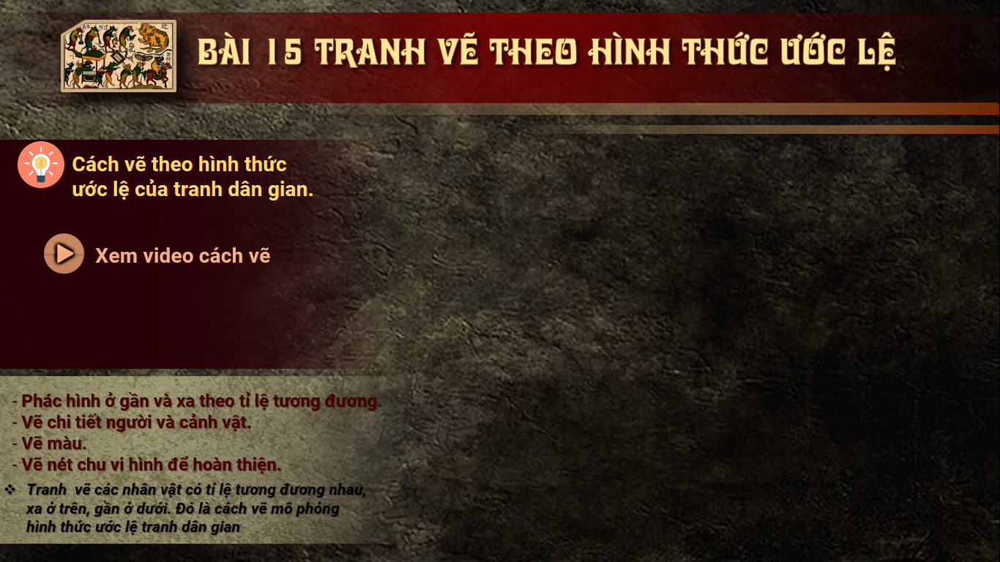 BÀI 15 TRANH VẼ THEO HÌNH THỨC ƯỚC LỆ
Cách vẽ theo hình thức
ước lệ của tranh dân gian.
Xem video cách vẽ
- Phác hình ở gần và xa theo tỉ lệ tương đương.
- Vẽ chi tiết người và cảnh vật.
- Vẽ màu.
- Vẽ nét chu vi hình để hoàn thiện.
❖ Tranh vẽ các nhân vật có tỉ lệ tương đương nhau,
xa ở trên, gần ở dưới. Đó là cách vẽ mô phỏng
hình thức ước lệ tranh dân gian